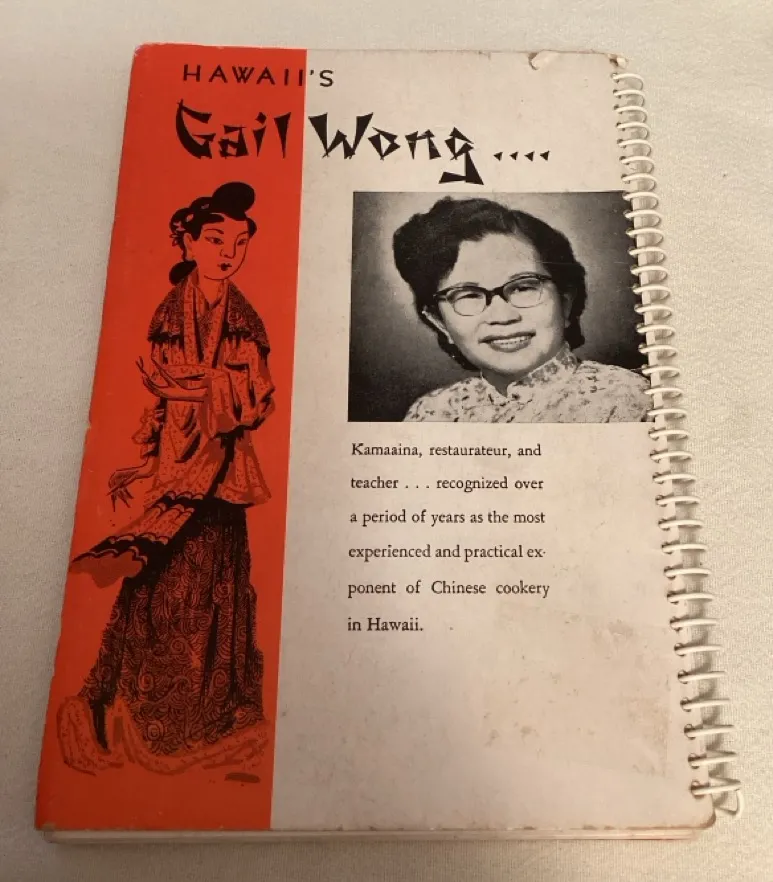 HAWAII'S
Gail Wong ....
Kamaaina, restaurateur, and
teacher . . . recognized over
a period of years as the most
experienced and practical ex-
ponent of Chinese cookery
in Hawaii.